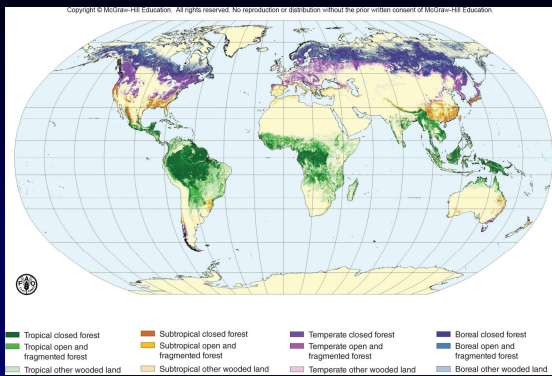 Copyright © McGraw-Hill Education. All rights reserved. No reproduction or distribution without the prior written consent of McGraw-Hill Education.
Tropical closed forest
Tropical open and
fragmented forest
Tropical other wooded land
Subtropical closed forest
Subtropical open and
fragmented forest
Subtropical other wooded land
Temperate closed forest
Temperate open and
fragmented forest
Temperate other wooded land
Boreal closed forest
Boreal open and
fragmented forest
Boreal other wooded land